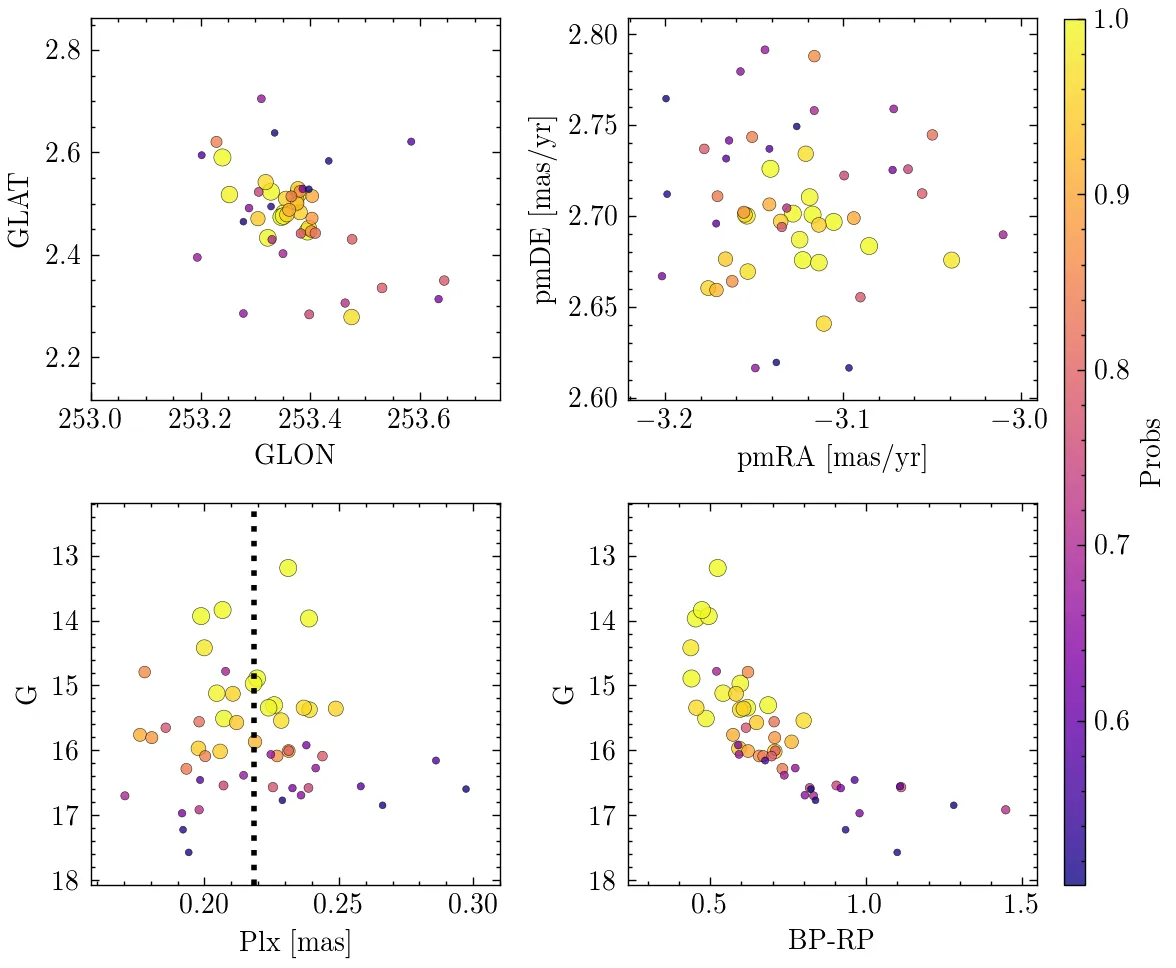 2.8
2.6
2.4
2.2
GLAT
253.0 253.2 253.4 253.6
GLON
2.80
2.75
2.70
2.65
2.60
pmDE [mas/yr]
−3.2 −3.1 −3.0
pmRA [mas/yr]
1.0
0.9
0.8
0.7
0.6
Probs
13
14
15
16
17
18
G
0.20 0.25 0.30
Plx [mas]
13
14
15
16
17
18
G
0.5 1.0 1.5
BP-RP